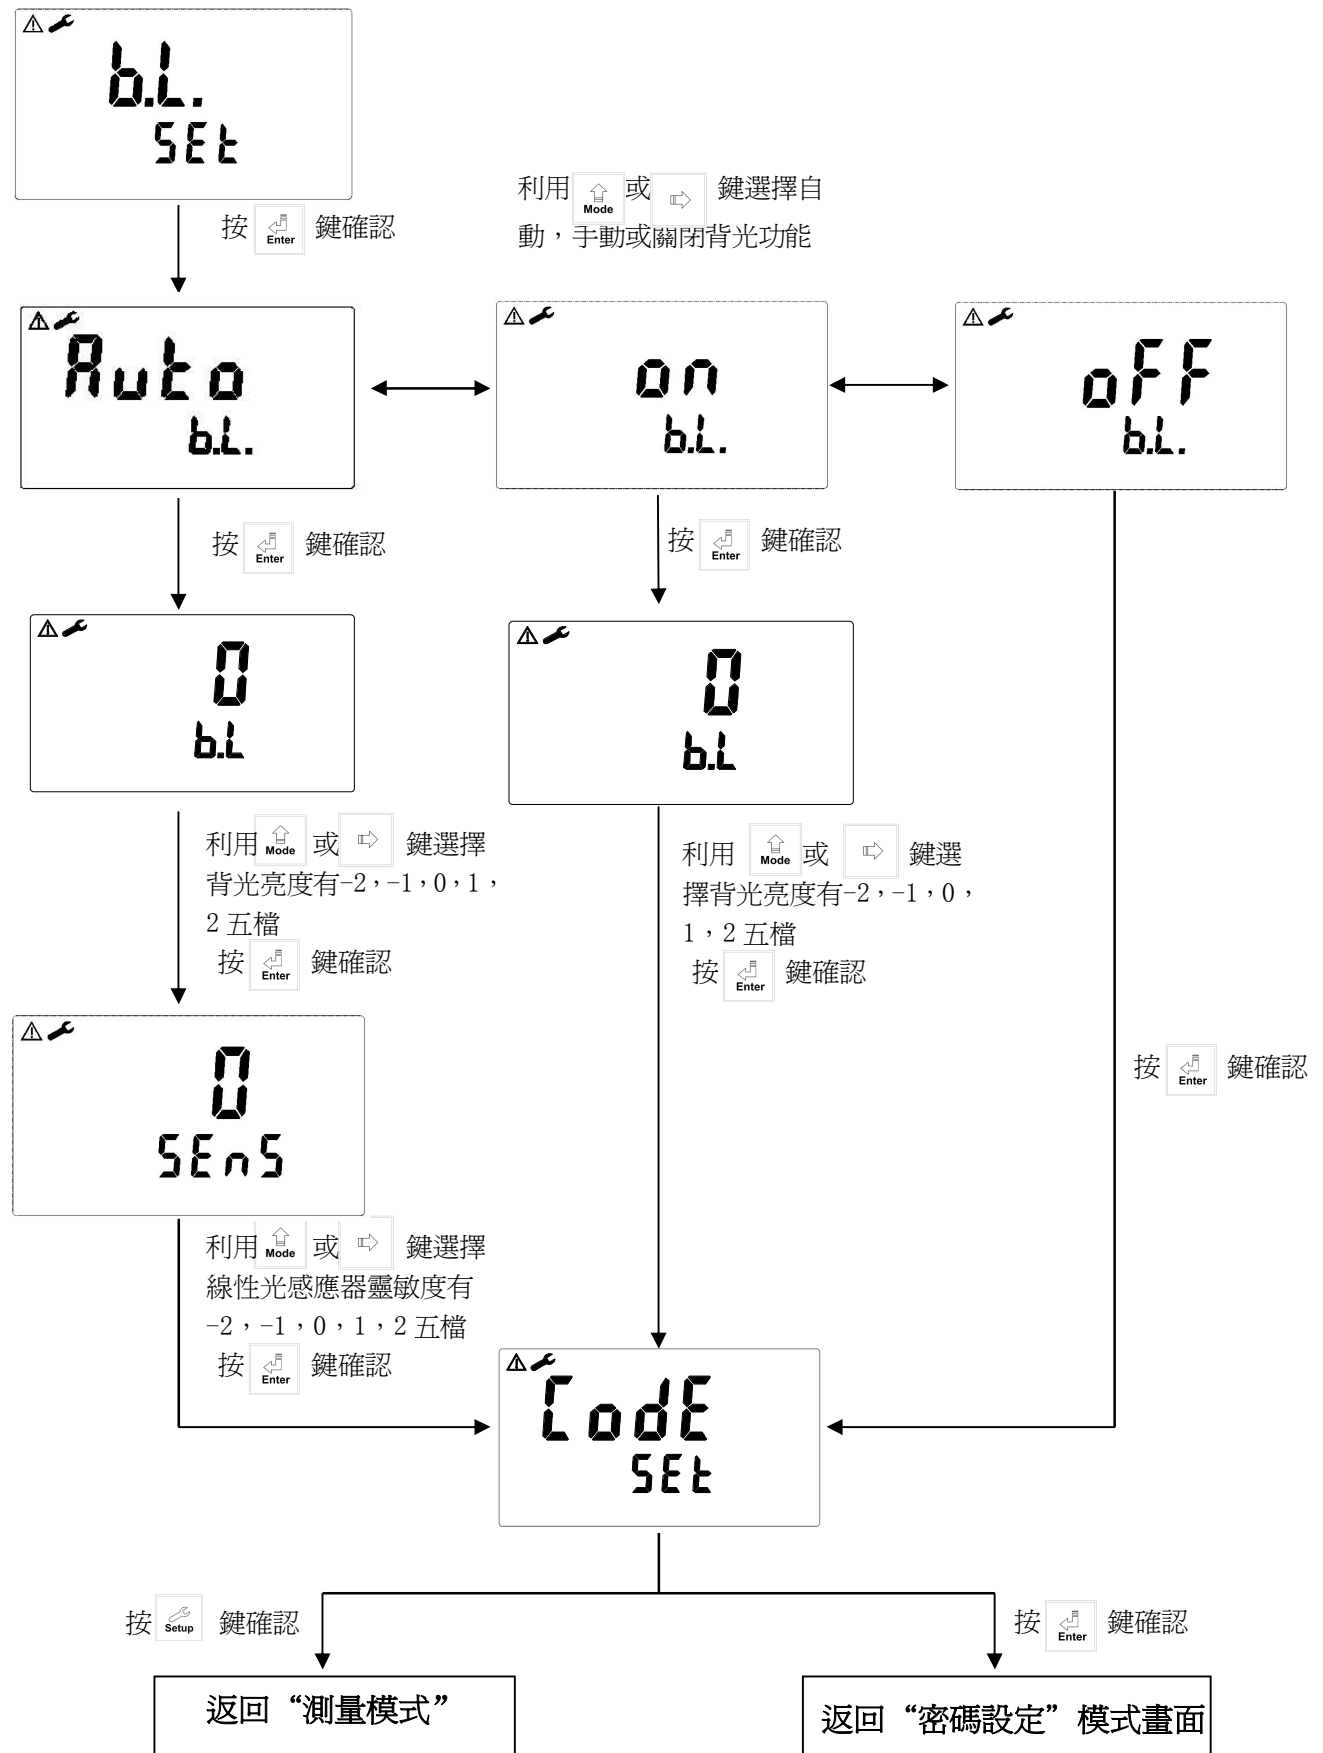 b.L.
SEt
利用 Mode 或 鍵選擇自
動，手動或關閉背光功能
按 Enter 鍵確認
Auto
b.L.
on
b.L.
oFF
b.L.
按 Enter 鍵確認
按 Enter 鍵確認
0
b.L
0
b.L
利用 Mode 或 鍵選擇
背光亮度有-2，-1，0，1，
2 五檔
按 Enter 鍵確認
利用 Mode 或 鍵選
擇背光亮度有-2，-1，0，
1，2 五檔
按 Enter 鍵確認
按 Enter 鍵確認
0
SEnS
利用 Mode 或 鍵選擇
線性光感應器靈敏度有
-2，-1，0，1，2 五檔
按 Enter 鍵確認
CodE
SEt
按 Setup 鍵確認
按 Enter 鍵確認
返回“測量模式”
返回“密碼設定”模式畫面